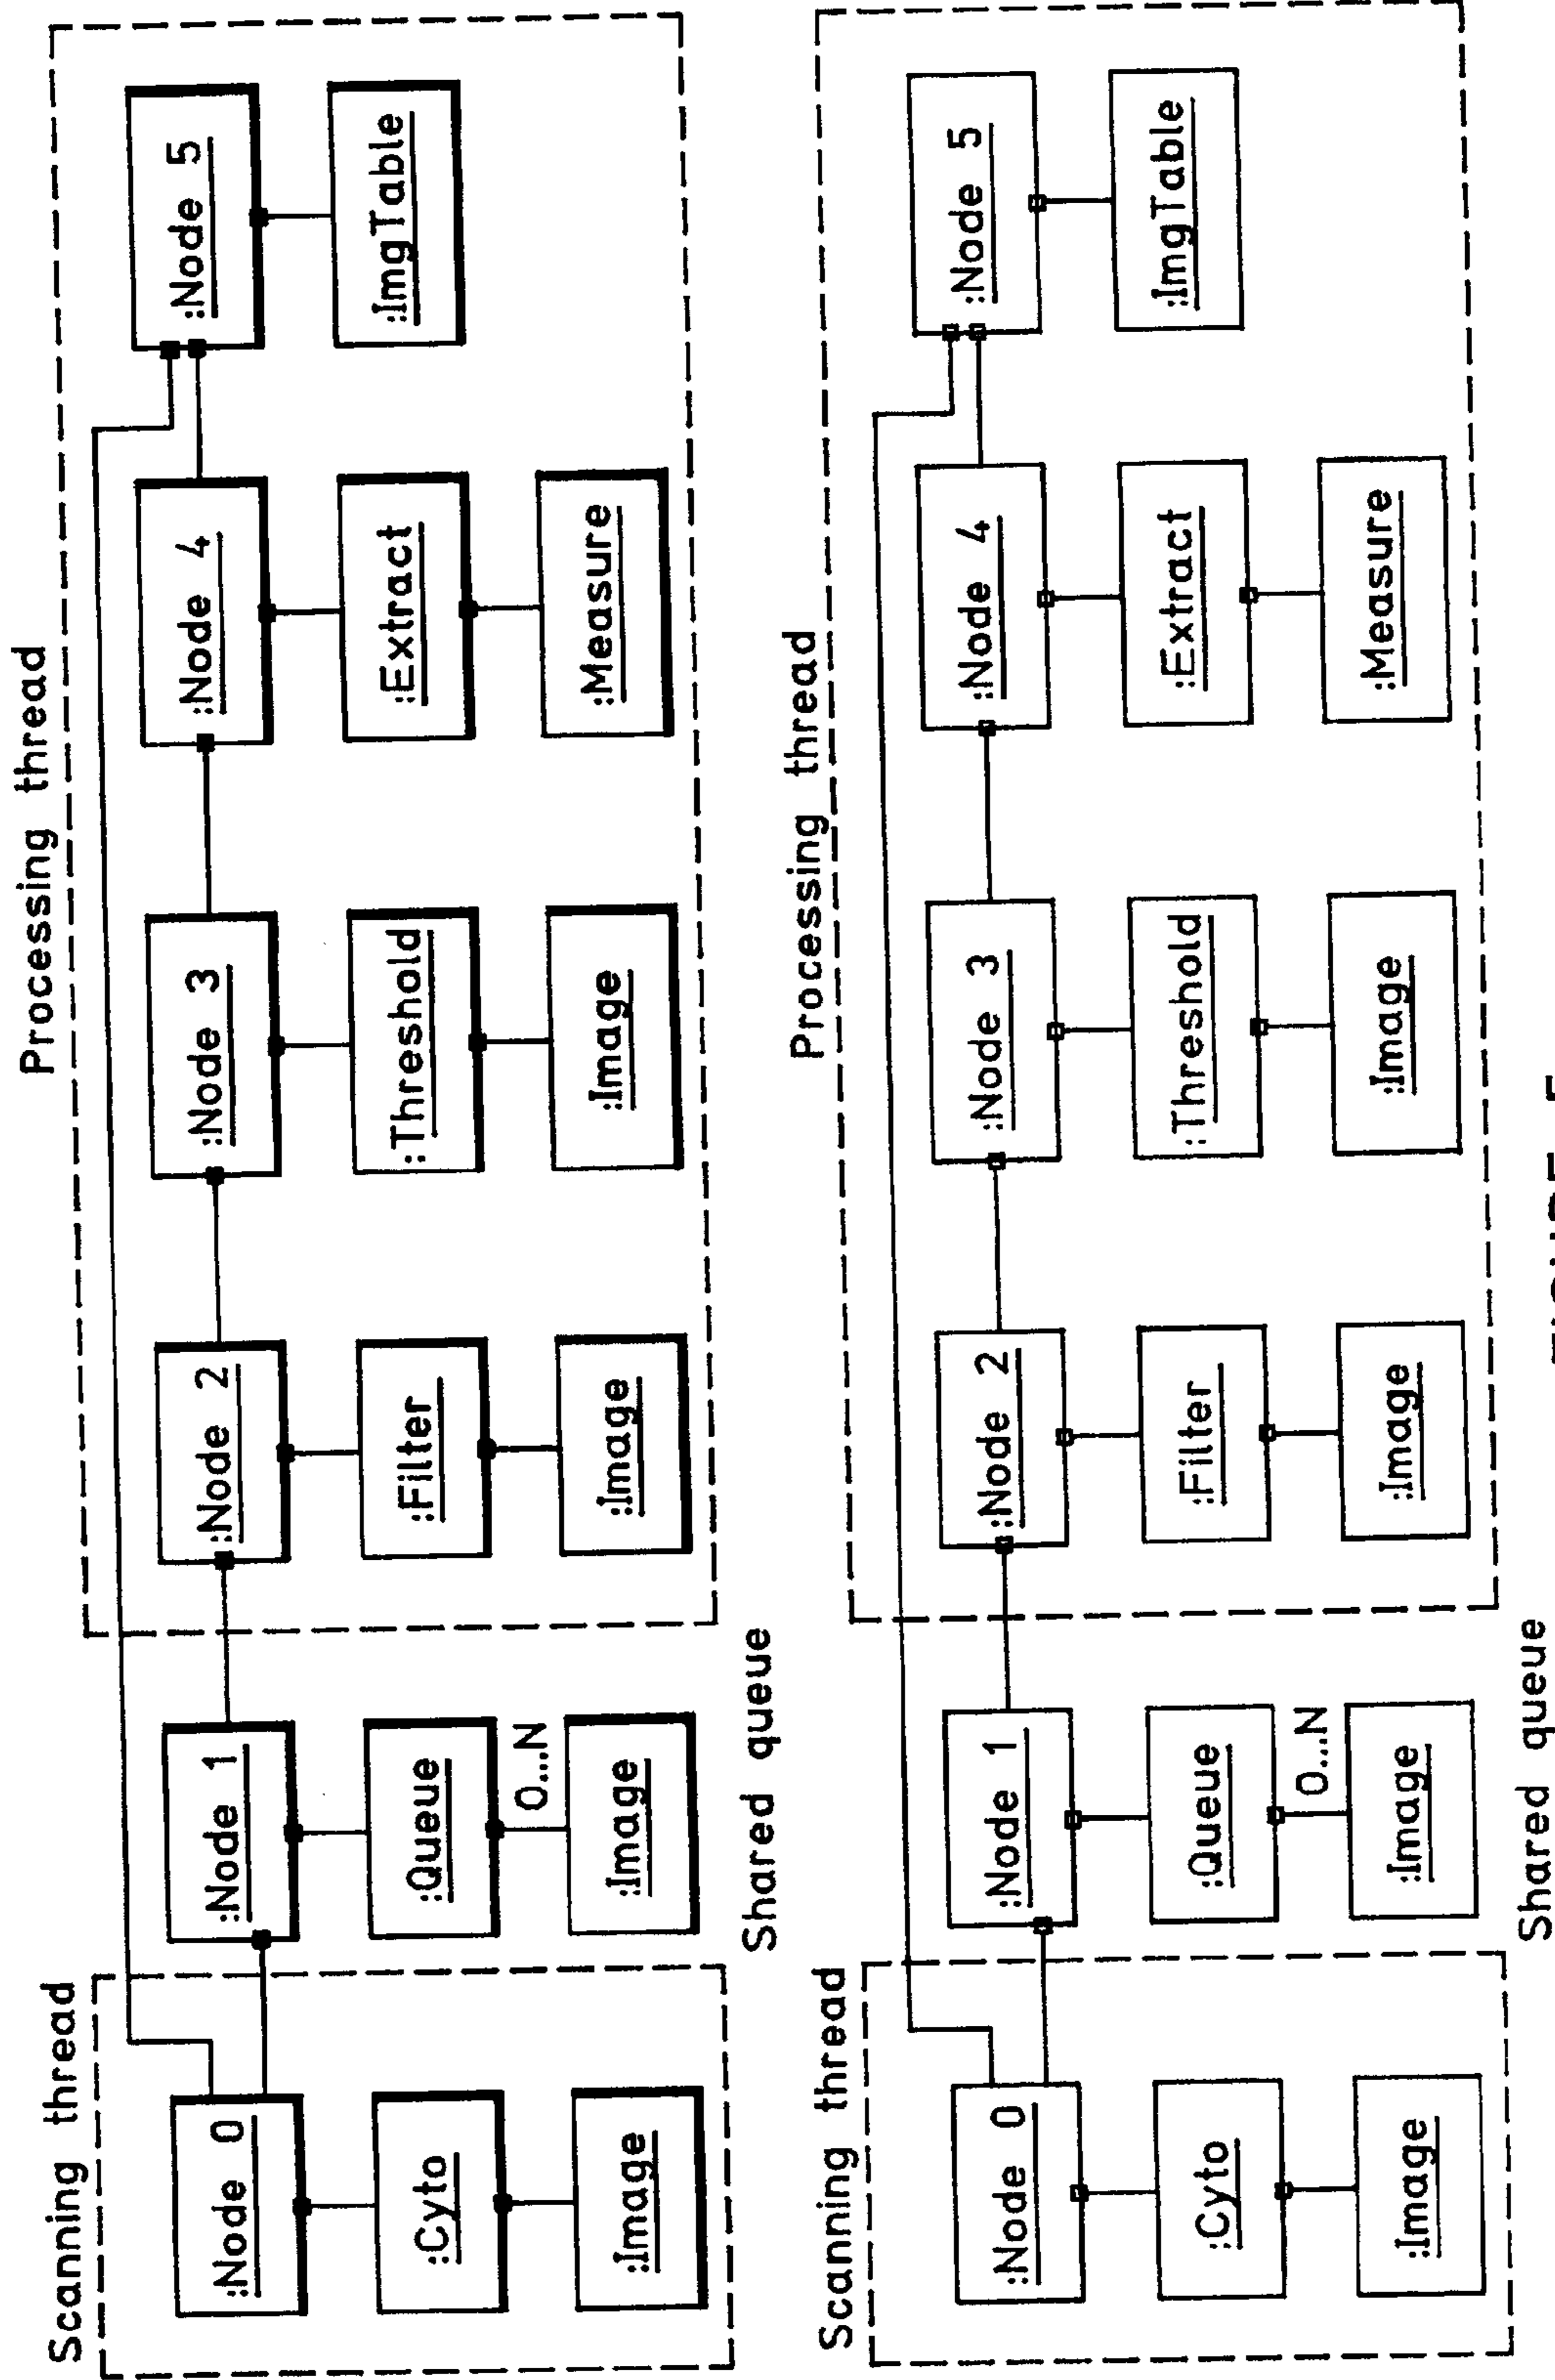 Scanning thread
Processing thread
:Node 0
:Node 1
:Node 2
:Node 3
:Node 4
:Node 5
:Cyto
:Queue
:Filter
:Threshold
:Extract
:ImgTable
0...N
:Image
:Image
:Image
:Image
:Measure
Shared queue
Scanning thread
Processing thread
:Node 0
:Node 1
:Node 2
:Node 3
:Node 4
:Node 5
:Cyto
:Queue
:Filter
:Threshold
:Extract
:ImgTable
0...N
:Image
:Image
:Image
:Image
:Measure
Shared queue